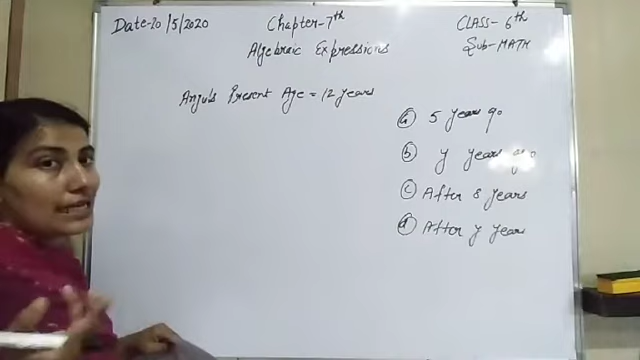 Date-20/5/2020
Chapter-7th
CLASS- 6th
Algebraic Expressions
Sub-MATH
Anju's Present Age = 12 years
(a) 5 years go
(b) y years ago
(c) After 8 years
(d) After y years